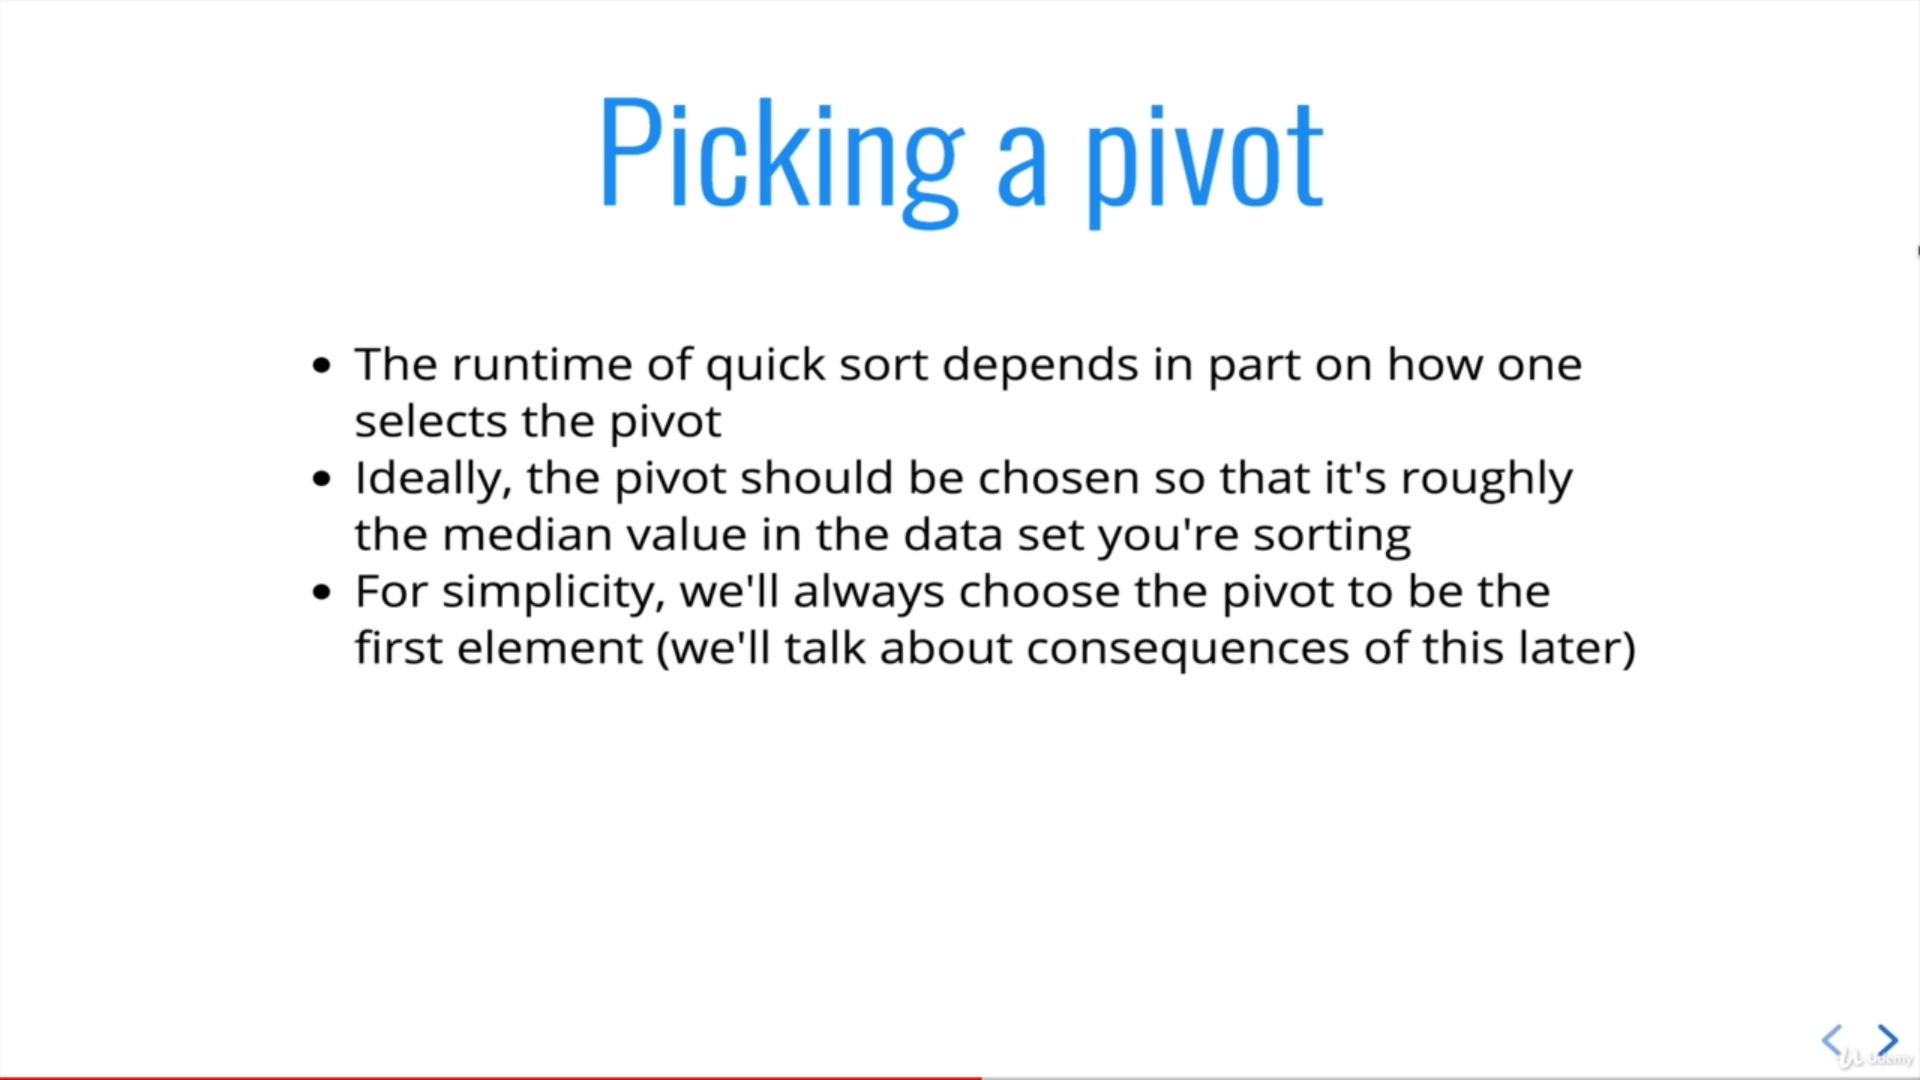 Picking a pivot
• The runtime of quick sort depends in part on how one
selects the pivot
• Ideally, the pivot should be chosen so that it's roughly
the median value in the data set you're sorting
• For simplicity, we'll always choose the pivot to be the
first element (we'll talk about consequences of this later)
Udemy